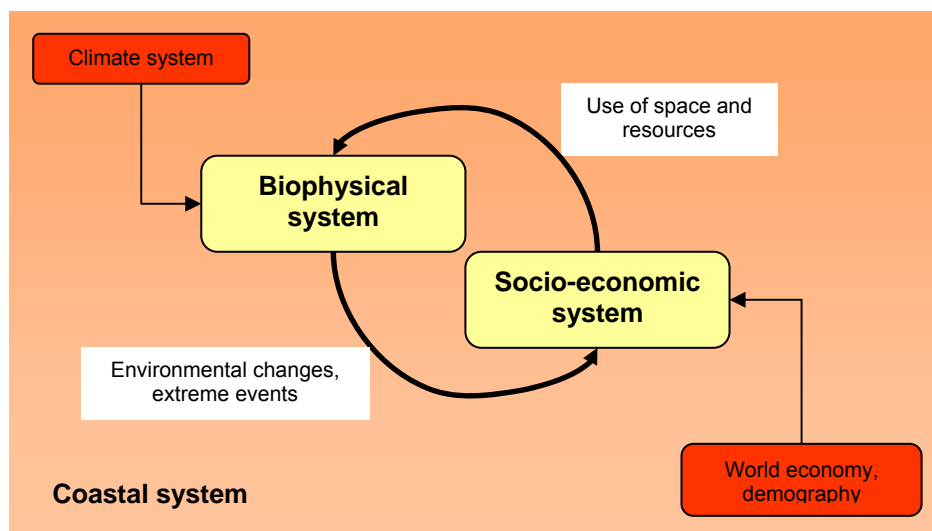 Climate system
Use of space and
resources
Biophysical
system
Socio-economic
system
Environmental changes,
extreme events
World economy,
demography
Coastal system